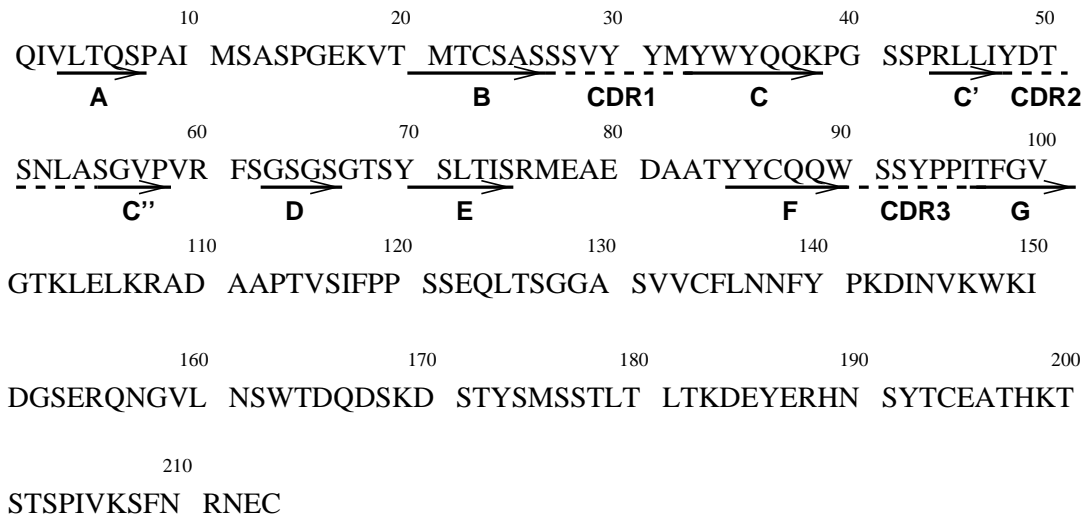 10 20 30 40 50
QIVLTQSPAI MSASPGEKVT MTCSASSSVY YMYWYQQKPG SSPRLLIYDT
A B CDR1 C C' CDR2
60 70 80 90 100
SNLASGVPVR FSGSGSGTSY SLTISRMEAE DAATYYCQQW SSYPPITFGV
C'' D E F CDR3 G
110 120 130 140 150
GTKLELKRAD AAPTVSIFPP SSEQLTSGGA SVVCFLNNFY PKDINVKWKI
160 170 180 190 200
DGSERQNGVL NSWTDQDSKD STYSMSSTLT LTKDEYERHN SYTCEATHKT
210
STSPIVKSFN RNEC